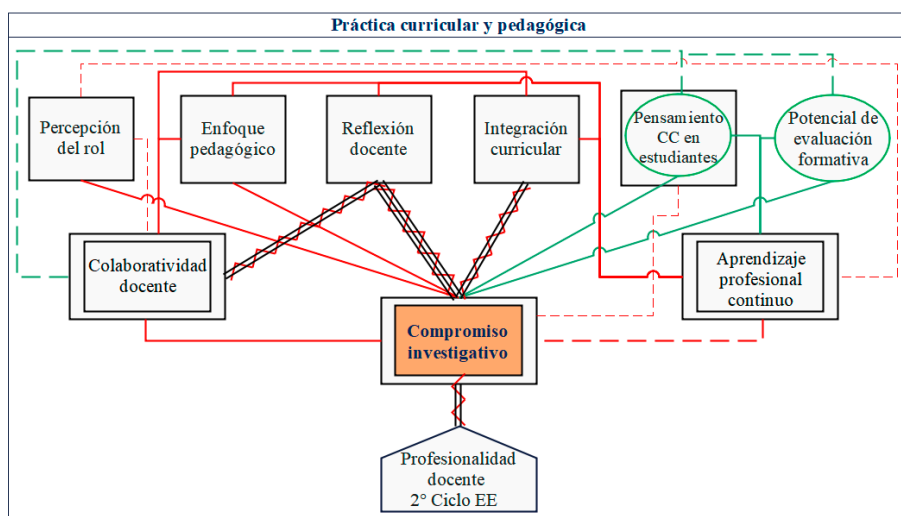 Práctica curricular y pedagógica
Percepción
del rol
Enfoque
pedagógico
Reflexión
docente
Integración
curricular
Pensamiento
CC en
estudiantes
Potencial de
evaluación
formativa
Colaboratividad
docente
Aprendizaje
profesional
continuo
Compromiso
investigativo
Profesionalidad
docente
2° Ciclo EE